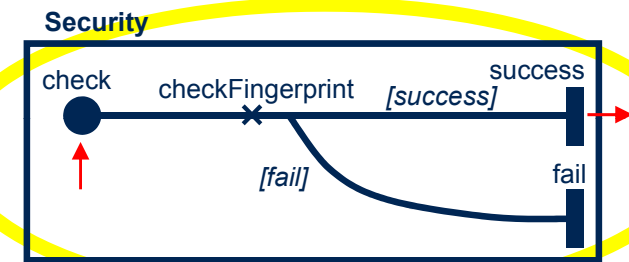 Security
check
checkFingerprint
[success]
success
[fail]
fail